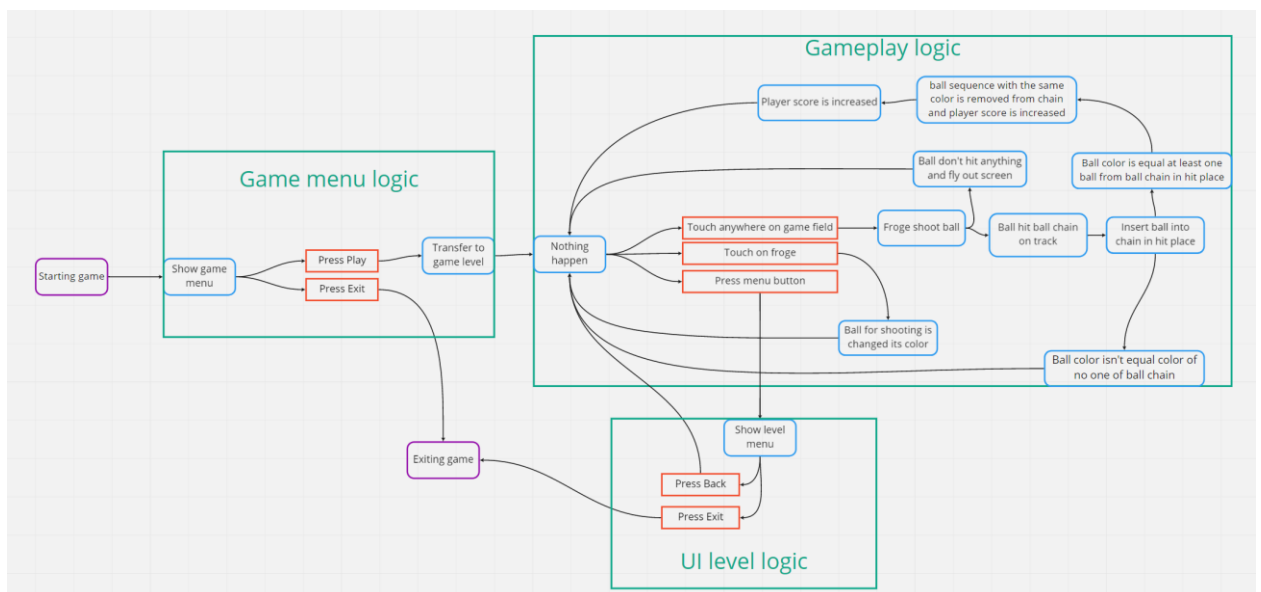 Gameplay logic
Player score is increased
ball sequence with the same
color is removed from chain
and player score is increased
Game menu logic
Ball don't hit anything
and fly out screen
Ball color is equal at least one
ball from ball chain in hit place
Starting game
Show game
menu
Press Play
Press Exit
Transfer to
game level
Nothing
happen
Touch anywhere on game field
Touch on froge
Press menu button
Froge shoot ball
Ball hit ball chain
on track
Insert ball into
chain in hit place
Ball for shooting is
changed its color
Ball color isn't equal color of
no one of ball chain
Exiting game
Show level
menu
Press Back
Press Exit
UI level logic